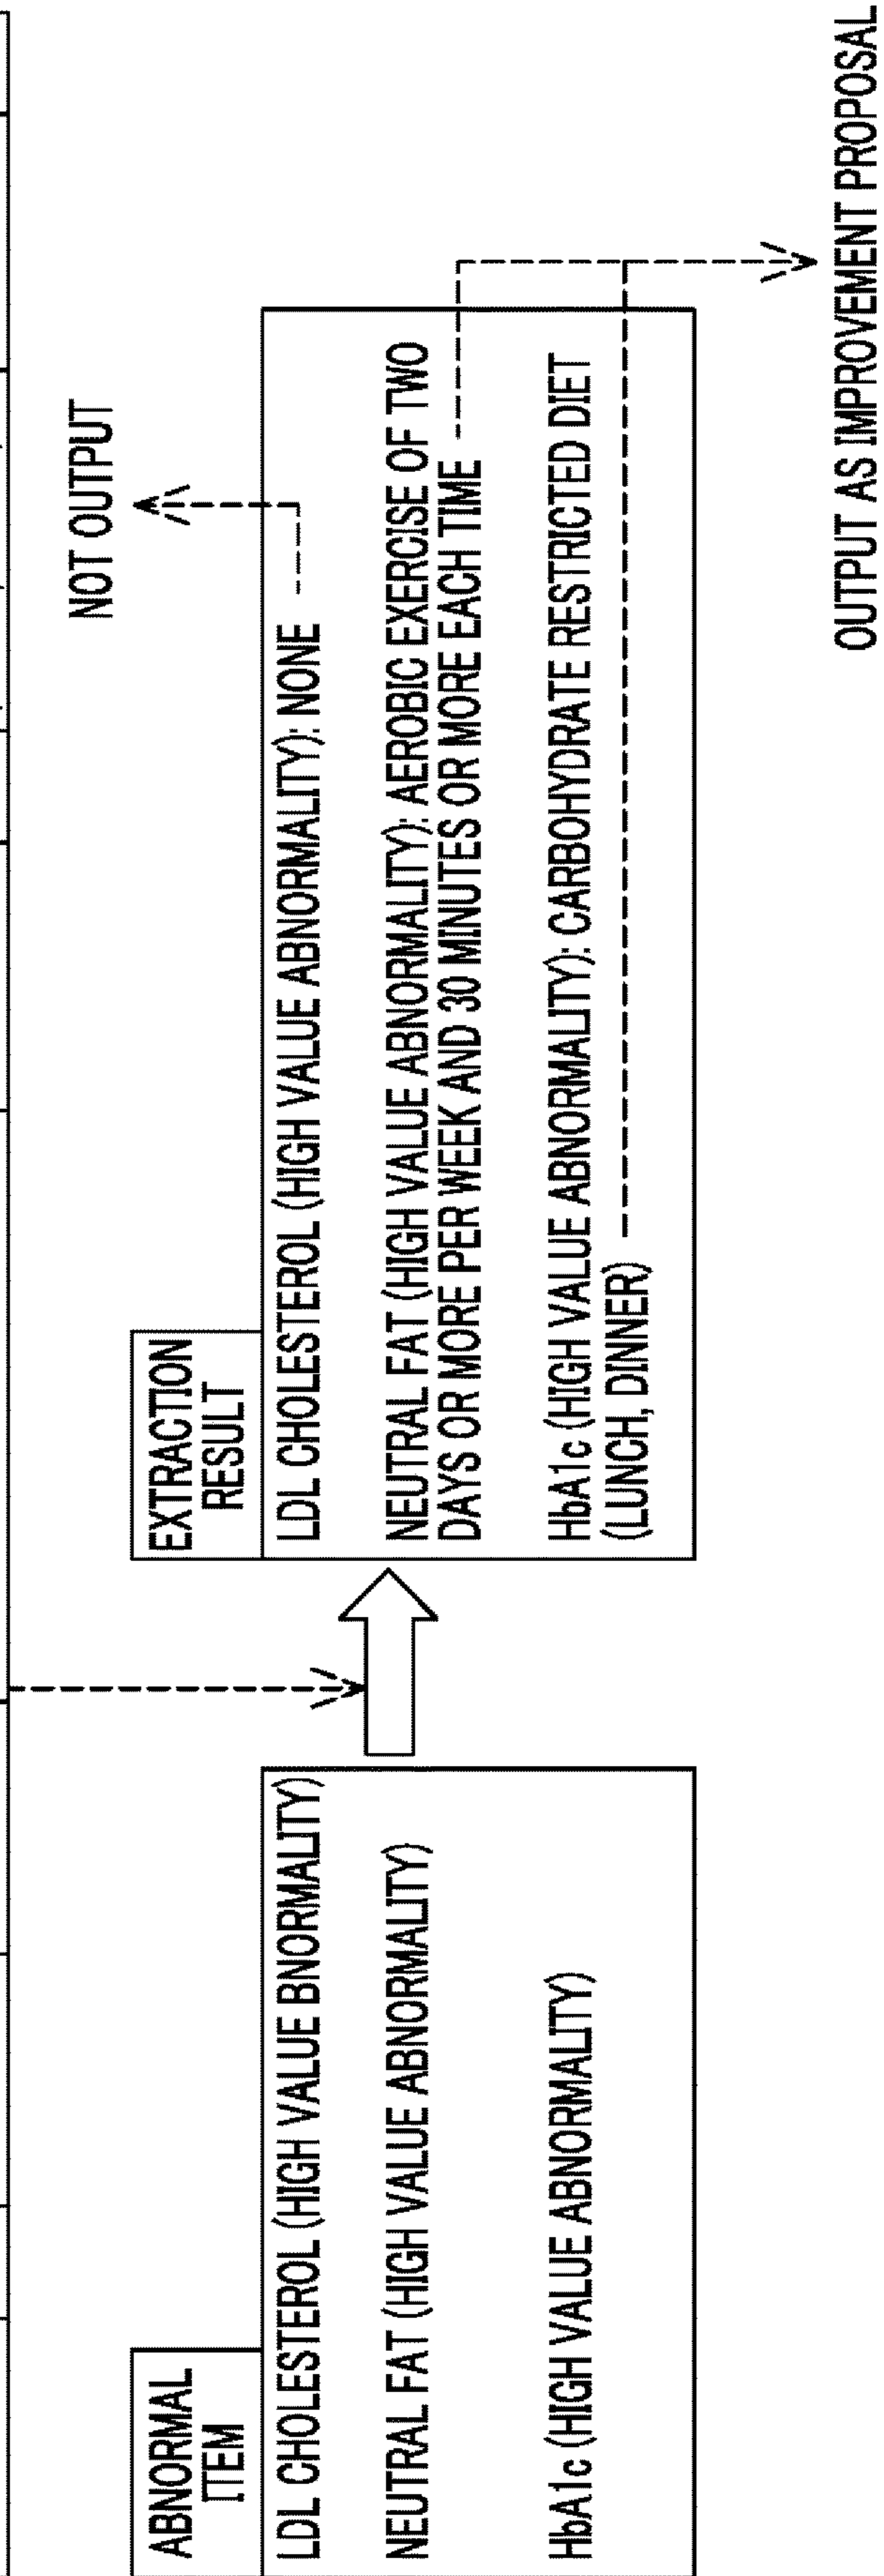 ABNORMAL
ITEM
LDL CHOLESTEROL (HIGH VALUE BNORMALITY)
NEUTRAL FAT (HIGH VALUE ABNORMALITY)
HbA1c (HIGH VALUE ABNORMALITY)
EXTRACTION
RESULT
LDL CHOLESTEROL (HIGH VALUE ABNORMALITY): NONE
NEUTRAL FAT (HIGH VALUE ABNORMALITY): AEROBIC EXERCISE OF TWO
DAYS OR MORE PER WEEK AND 30 MINUTES OR MORE EACH TIME
HbA1c (HIGH VALUE ABNORMALITY): CARBOHYDRATE RESTRICTED DIET
(LUNCH, DINNER)
NOT OUTPUT
OUTPUT AS IMPROVEMENT PROPOSAL